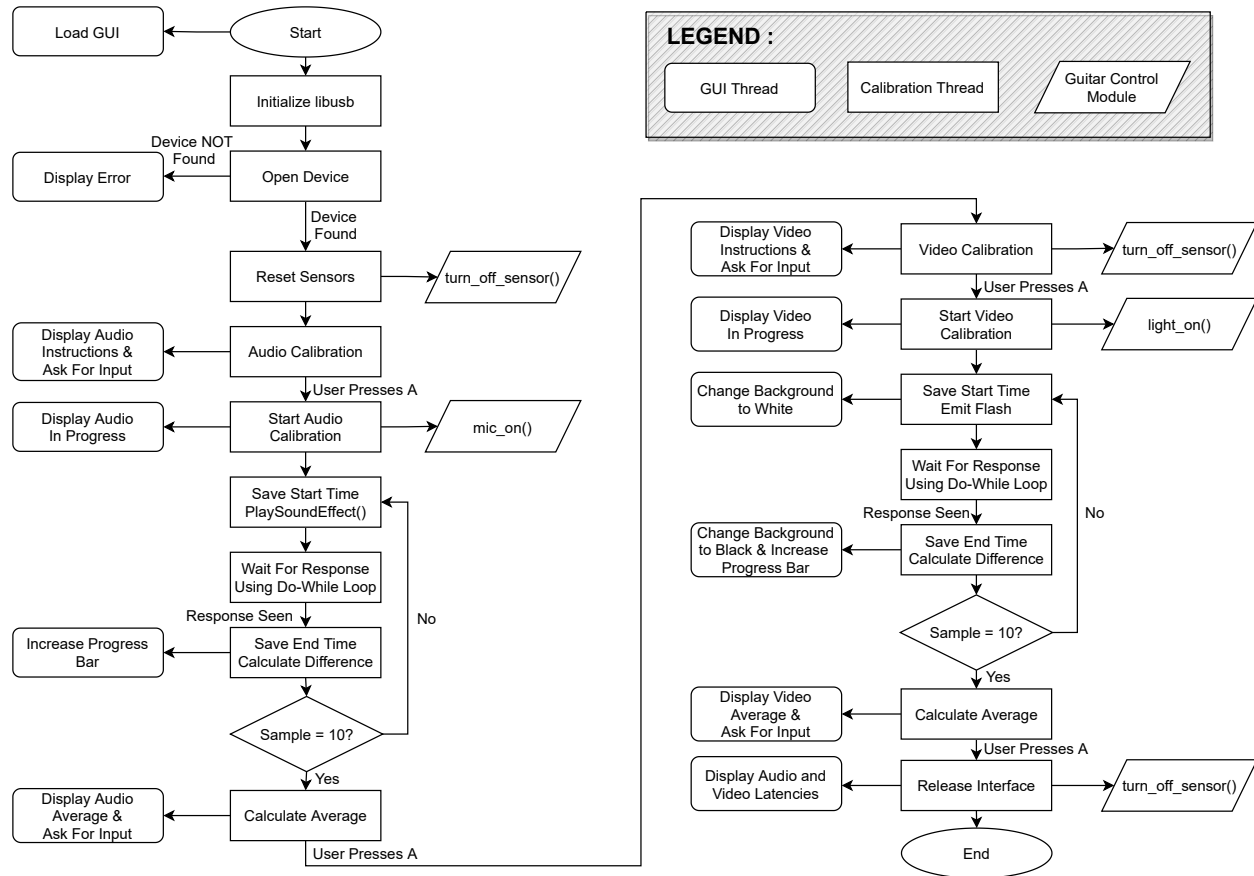 Load GUI
Start
Initialize libusb
Device NOT
Found
Display Error
Open Device
Device
Found
Reset Sensors
turn_off_sensor()
Display Audio
Instructions &
Ask For Input
Audio Calibration
User Presses A
Display Audio
In Progress
Start Audio
Calibration
mic_on()
Save Start Time
PlaySoundEffect()
Wait For Response
Using Do-While Loop
Response Seen
No
Increase Progress
Bar
Save End Time
Calculate Difference
Sample = 10?
Yes
Display Audio
Average &
Ask For Input
Calculate Average
User Presses A
LEGEND :
GUI Thread
Calibration Thread
Guitar Control
Module
Display Video
Instructions &
Ask For Input
Video Calibration
turn_off_sensor()
User Presses A
Display Video
In Progress
Start Video
Calibration
light_on()
Change Background
to White
Save Start Time
Emit Flash
Wait For Response
Using Do-While Loop
Response Seen
No
Change Background
to Black & Increase
Progress Bar
Save End Time
Calculate Difference
Sample = 10?
Yes
Display Video
Average &
Ask For Input
Calculate Average
User Presses A
Display Audio and
Video Latencies
Release Interface
turn_off_sensor()
End